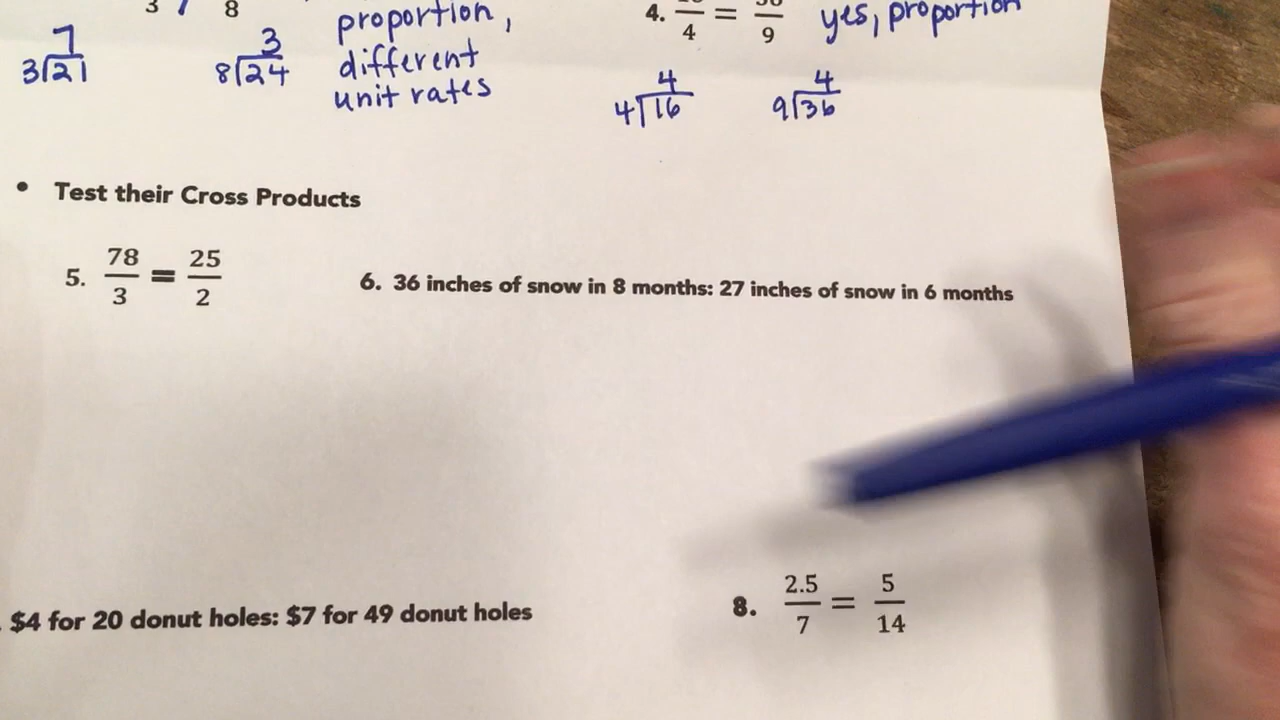 3 8
proportion,
4. 4 = 9 yes, proportion
7
3√21
3
8√24
different
unit rates
4
4√16
4
9√36
• Test their Cross Products
5. 78/3 = 25/2
6. 36 inches of snow in 8 months: 27 inches of snow in 6 months
$4 for 20 donut holes: $7 for 49 donut holes
8. 2.5/7 = 5/14